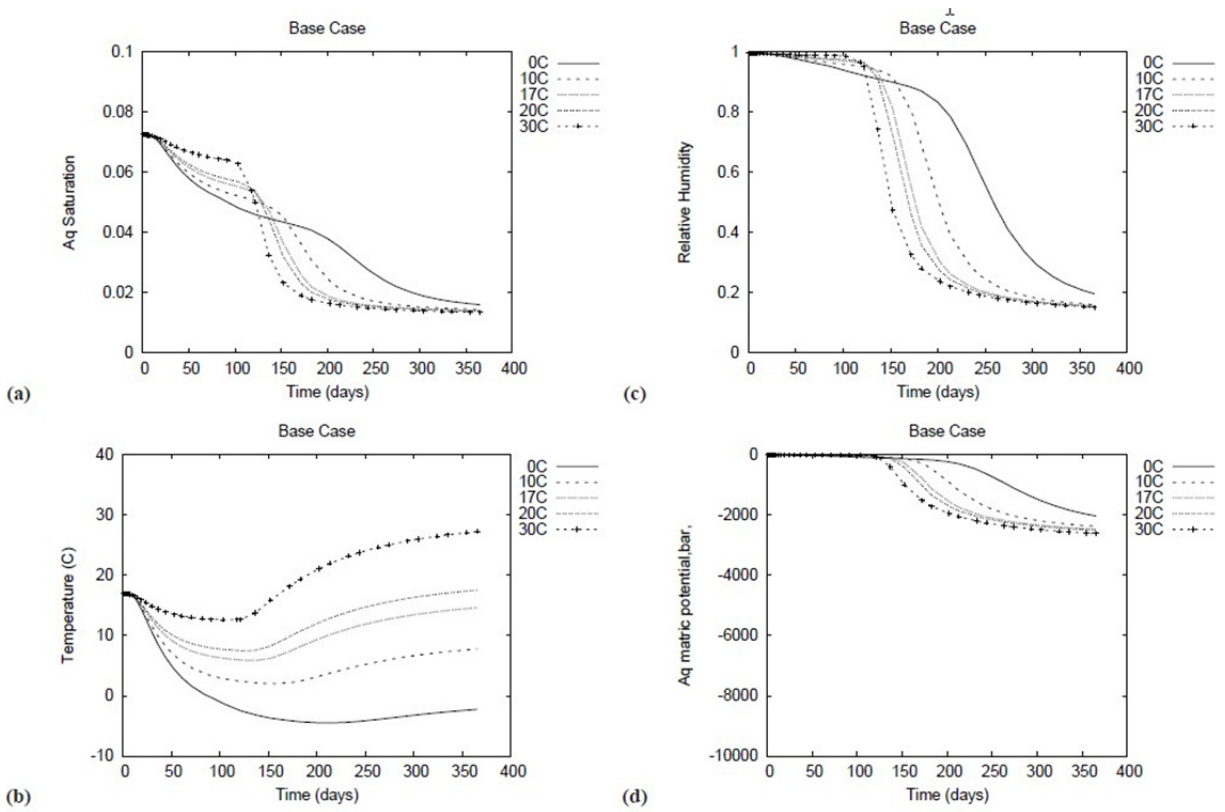 Base Case
0.1
0.08
0.06
0.04
0.02
0
Aq Saturation
0 50 100 150 200 250 300 350 400
Time (days)
0C
10C
17C
20C
30C
(a)
Base Case
1
0.8
0.6
0.4
0.2
0
Relative Humidity
0 50 100 150 200 250 300 350 400
Time (days)
0C
10C
17C
20C
30C
(c)
Base Case
40
30
20
10
0
-10
Temperature (C)
0 50 100 150 200 250 300 350 400
Time (days)
0C
10C
17C
20C
30C
(b)
Base Case
0
-2000
-4000
-6000
-8000
-10000
Aq matric potential,bar,
0 50 100 150 200 250 300 350 400
Time (days)
0C
10C
17C
20C
30C
(d)